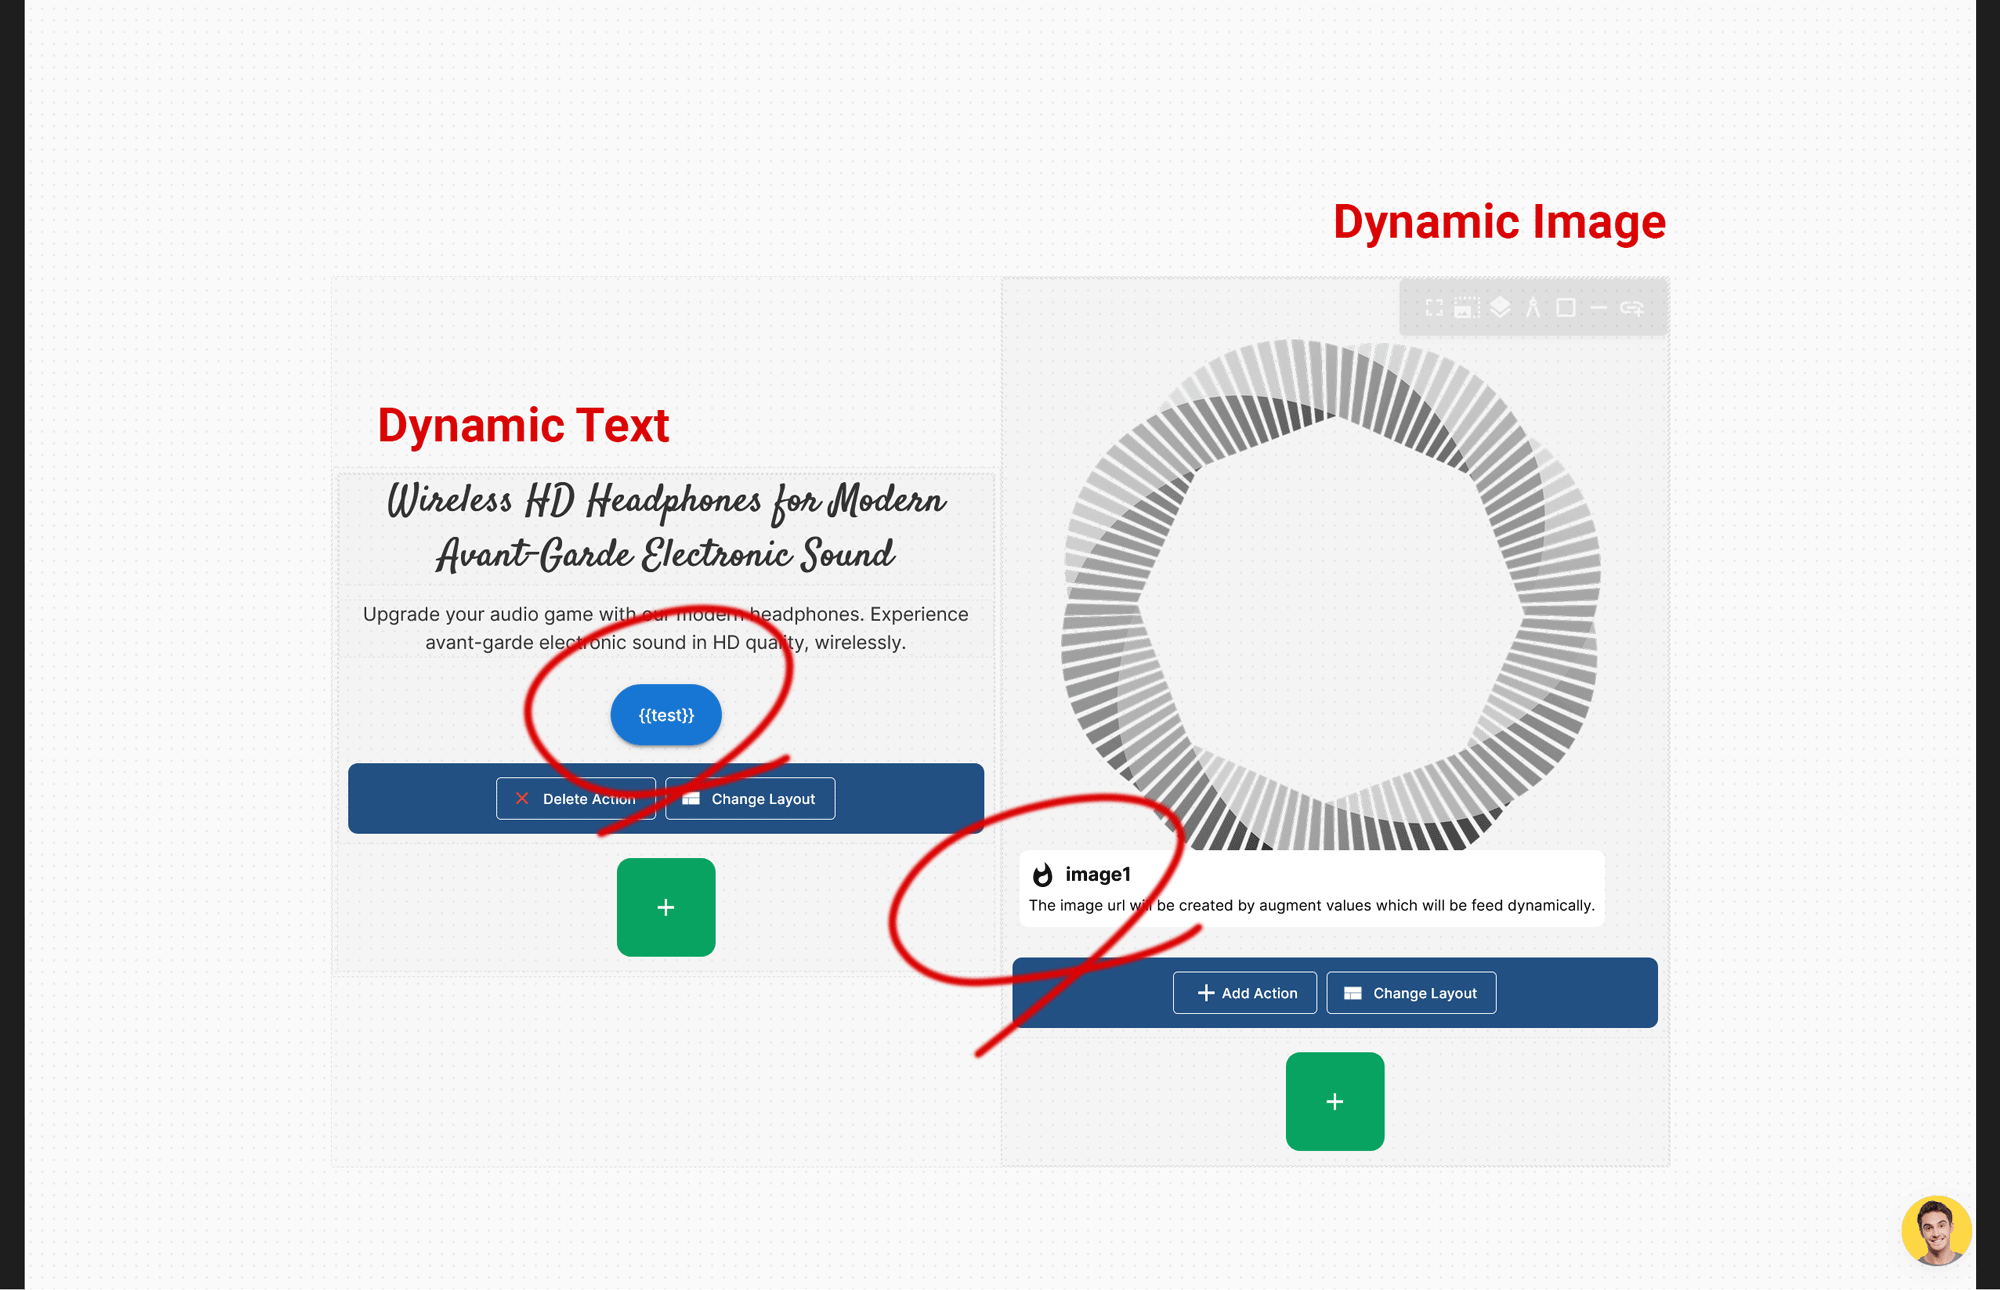 Dynamic Image
Dynamic Text
Wireless HD Headphones for Modern
Avant-Garde Electronic Sound
Upgrade your audio game with our modern headphones. Experience
avant-garde electronic sound in HD quality, wirelessly.
{{test}}
Delete Action
Change Layout
+
image1
The image url will be created by augment values which will be feed dynamically.
Add Action
Change Layout
+